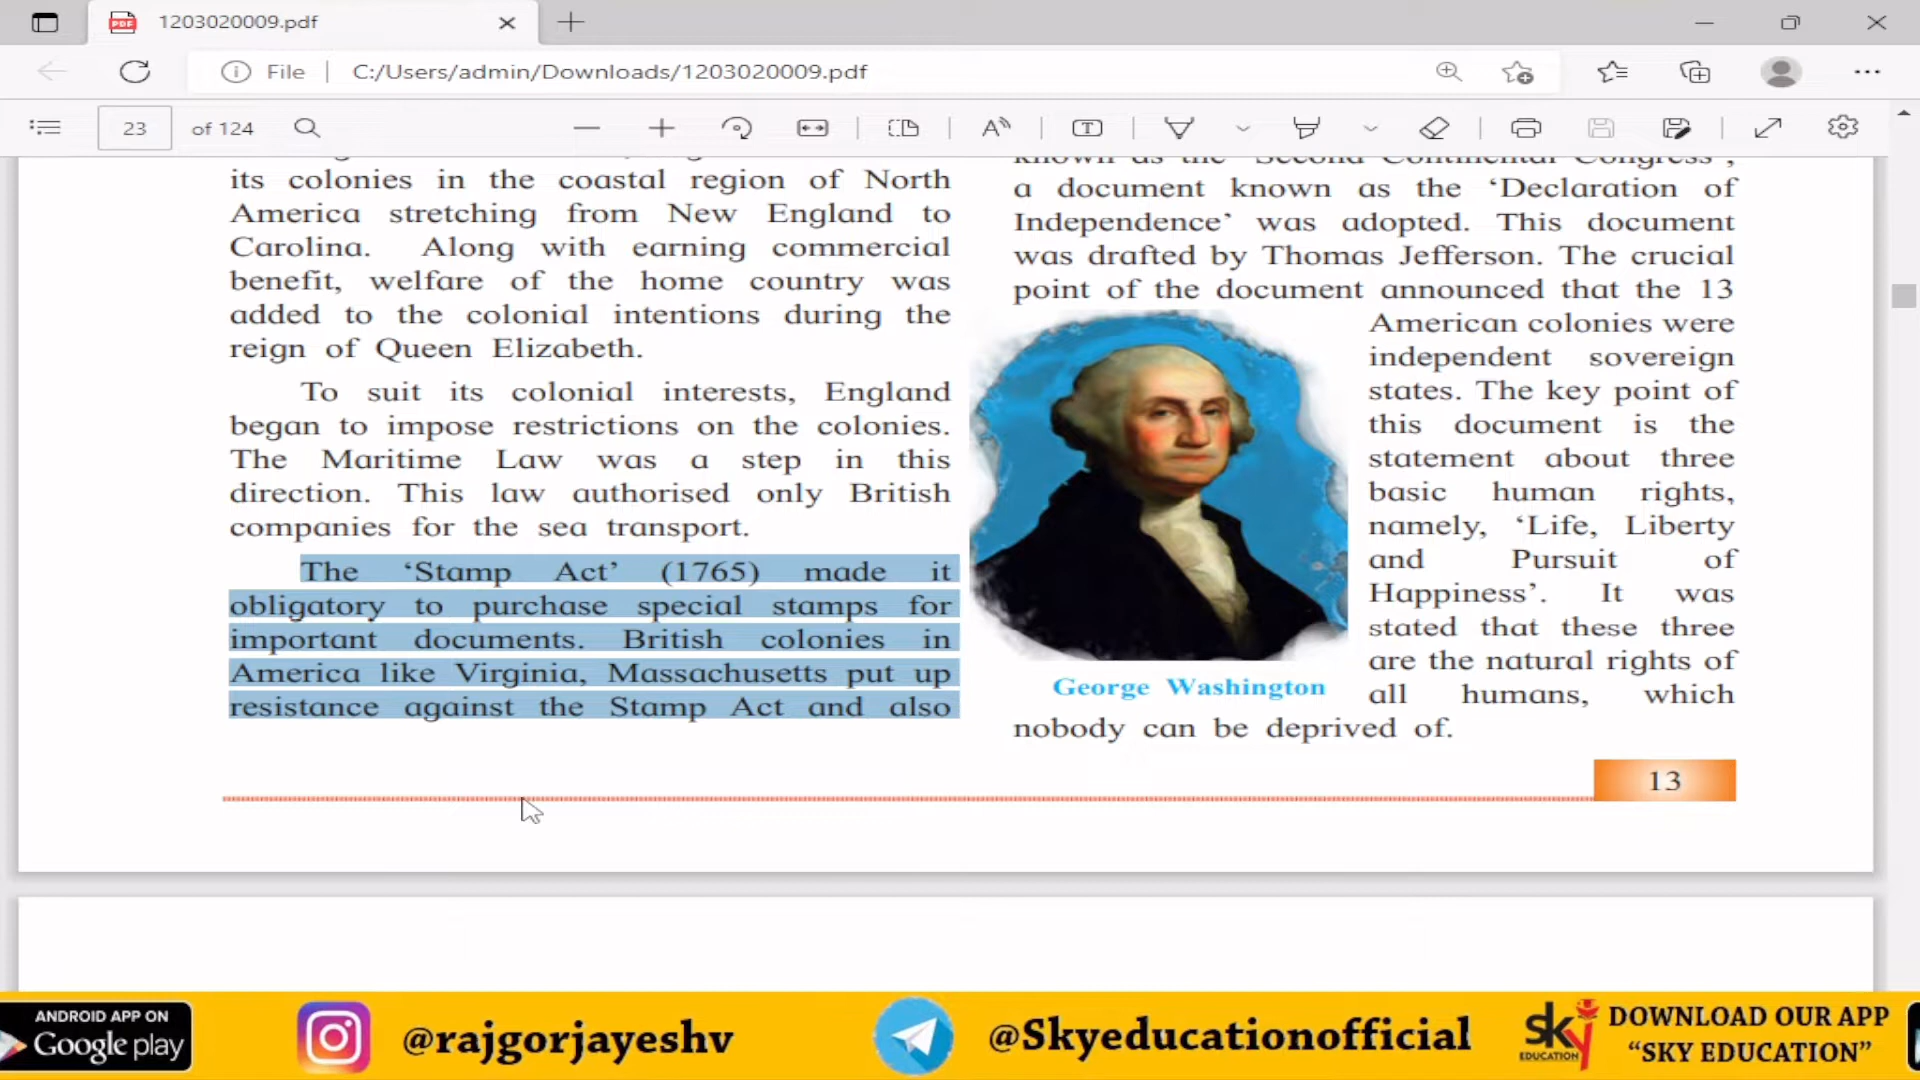 1203020009.pdf
File
C:/Users/admin/Downloads/1203020009.pdf
23 of 124
its colonies in the coastal region of North
America stretching from New England to
Carolina. Along with earning commercial
benefit, welfare of the home country was
added to the colonial intentions during the
reign of Queen Elizabeth.
To suit its colonial interests, England
began to impose restrictions on the colonies.
The Maritime Law was a step in this
direction. This law authorised only British
companies for the sea transport.
The ‘Stamp Act’ (1765) made it
obligatory to purchase special stamps for
important documents. British colonies in
America like Virginia, Massachusetts put up
resistance against the Stamp Act and also
known as the ‘Second Continental Congress’,
a document known as the ‘Declaration of
Independence’ was adopted. This document
was drafted by Thomas Jefferson. The crucial
point of the document announced that the 13
American colonies were
independent sovereign
states. The key point of
this document is the
statement about three
basic human rights,
namely, ‘Life, Liberty
and Pursuit of
Happiness’. It was
stated that these three
are the natural rights of
all humans, which
nobody can be deprived of.
George Washington
13
ANDROID APP ON
Google play
@rajgorjayeshv
@Skyeducationofficial
sky
EDUCATION
DOWNLOAD OUR APP
“SKY EDUCATION”